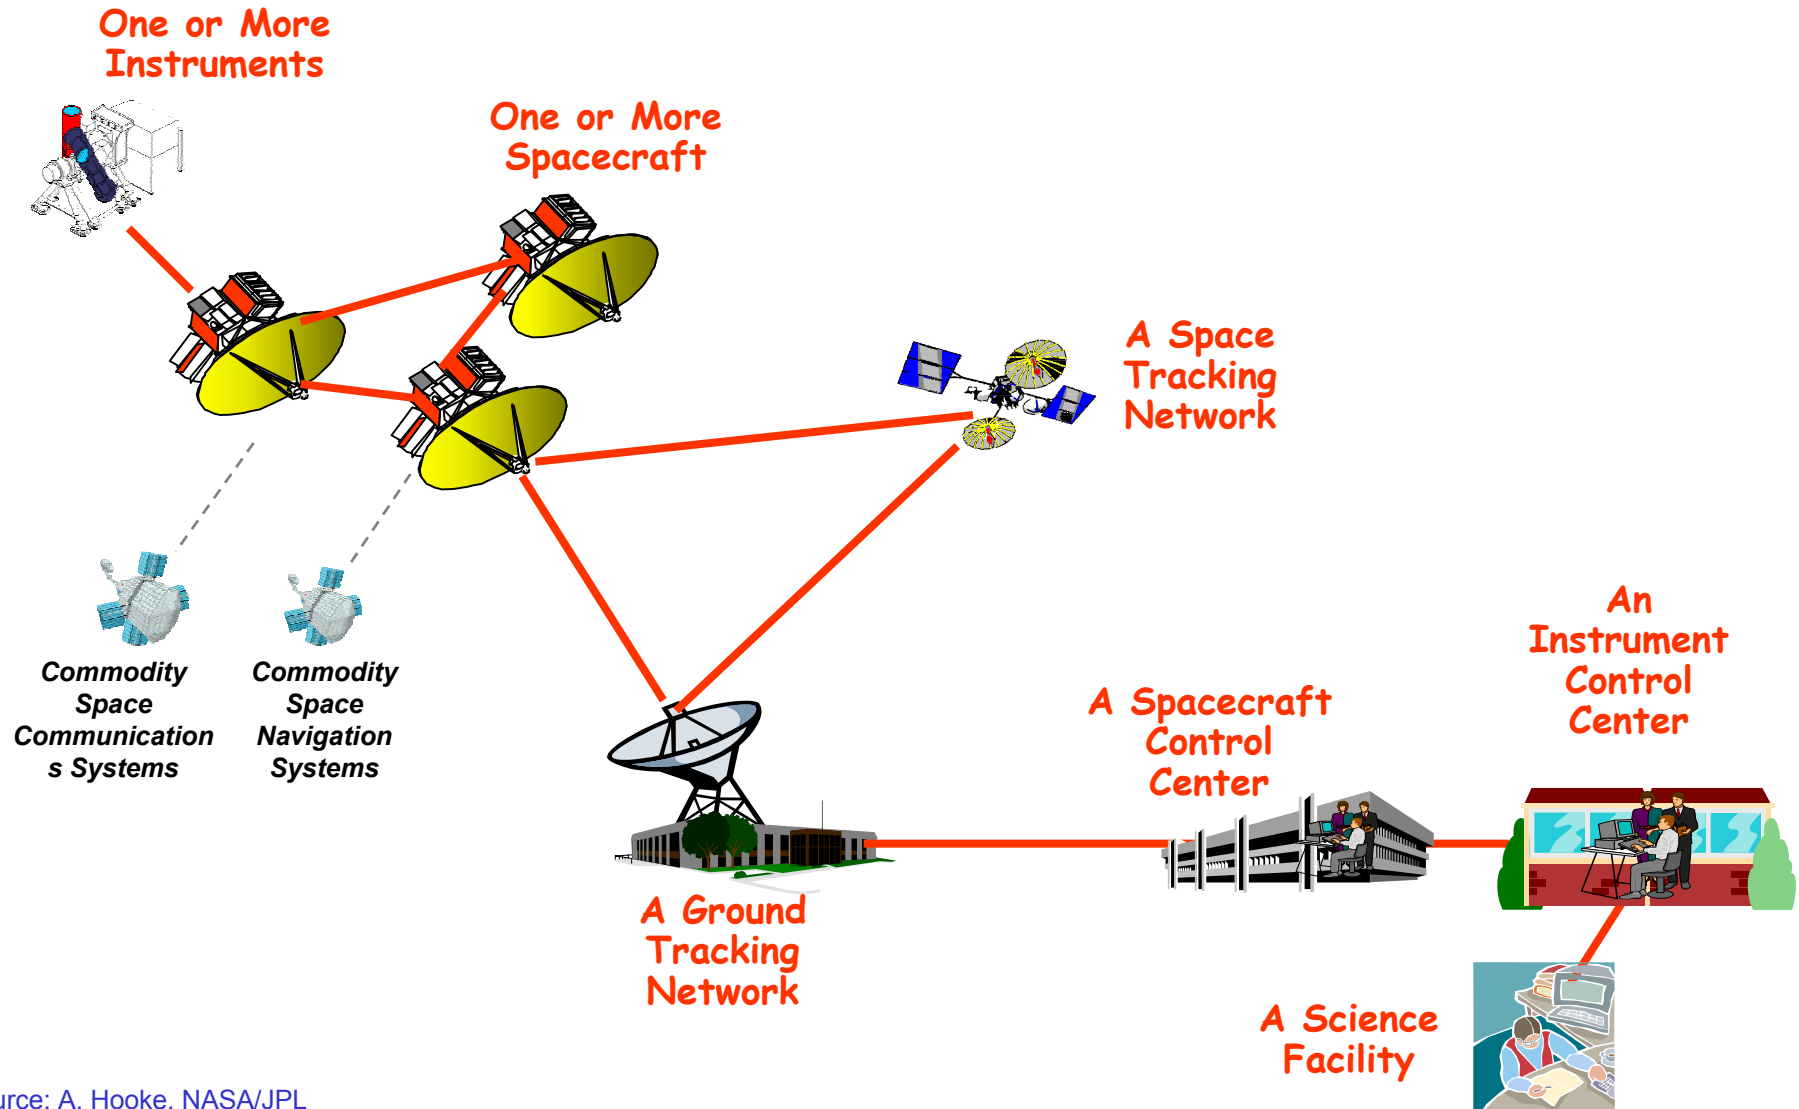 One or More
Instruments
One or More
Spacecraft
A Space
Tracking
Network
Commodity
Space
Communication
s Systems
Commodity
Space
Navigation
Systems
An
Instrument
Control
Center
A Spacecraft
Control
Center
A Ground
Tracking
Network
A Science
Facility
urce: A. Hooke, NASA/JPL